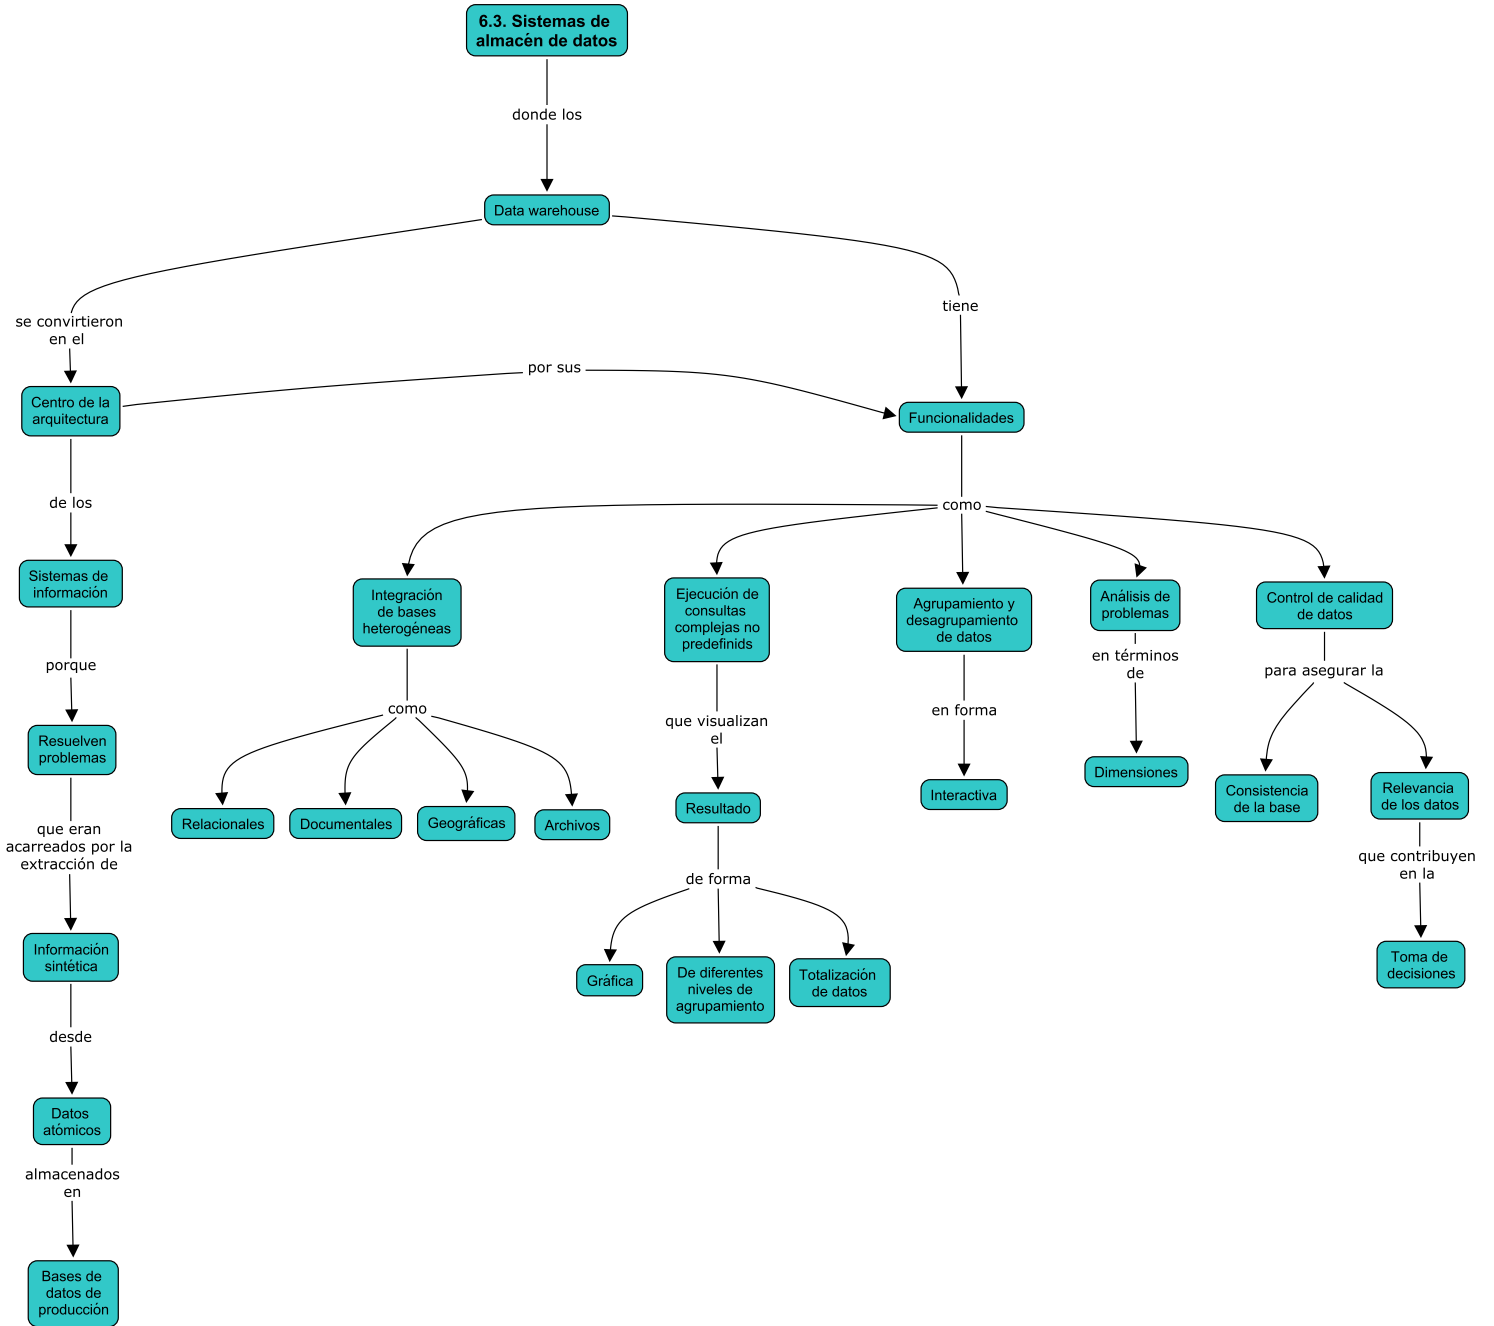 6.3. Sistemas de
almacén de datos
donde los
Data warehouse
se convirtieron
en el
tiene
Centro de la
arquitectura
por sus
Funcionalidades
de los
como
Sistemas de
información
Integración
de bases
heterogéneas
Ejecución de
consultas
complejas no
predefinids
Agrupamiento y
desagrupamiento
de datos
Análisis de
problemas
Control de calidad
de datos
porque
como
que visualizan
el
en forma
en términos
de
para asegurar la
Resuelven
problemas
Relacionales
Documentales
Geográficas
Archivos
Resultado
Interactiva
Dimensiones
Consistencia
de la base
Relevancia
de los datos
que eran
acarreados por la
extracción de
de forma
que contribuyen
en la
Información
sintética
Gráfica
De diferentes
niveles de
agrupamiento
Totalización
de datos
Toma de
decisiones
desde
Datos
atómicos
almacenados
en
Bases de
datos de
producción